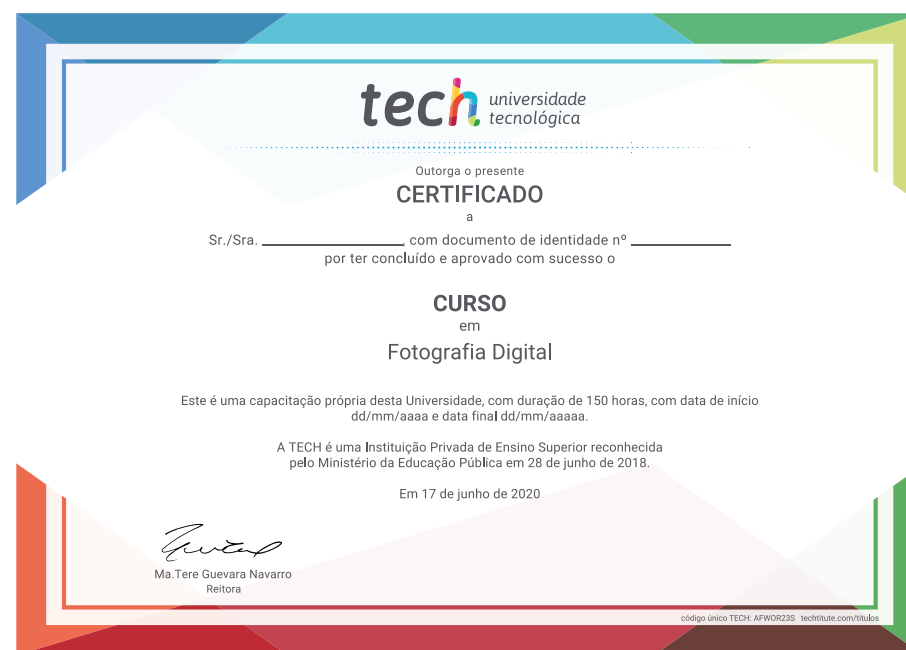 tech universidade
tecnológica
Outorga o presente
CERTIFICADO
a
Sr./Sra. ____________, com documento de identidade nº ____________
por ter concluído e aprovado com sucesso o
CURSO
em
Fotografia Digital
Este é uma capacitação própria desta Universidade, com duração de 150 horas, com data de início
dd/mm/aaaa e data final dd/mm/aaaaa.
A TECH é uma Instituição Privada de Ensino Superior reconhecida
pelo Ministério da Educação Pública em 28 de junho de 2018.
Em 17 de junho de 2020
Ma.Tere Guevara Navarro
Reitora
código único TECH: AFWOR23S techtitute.com/titulos